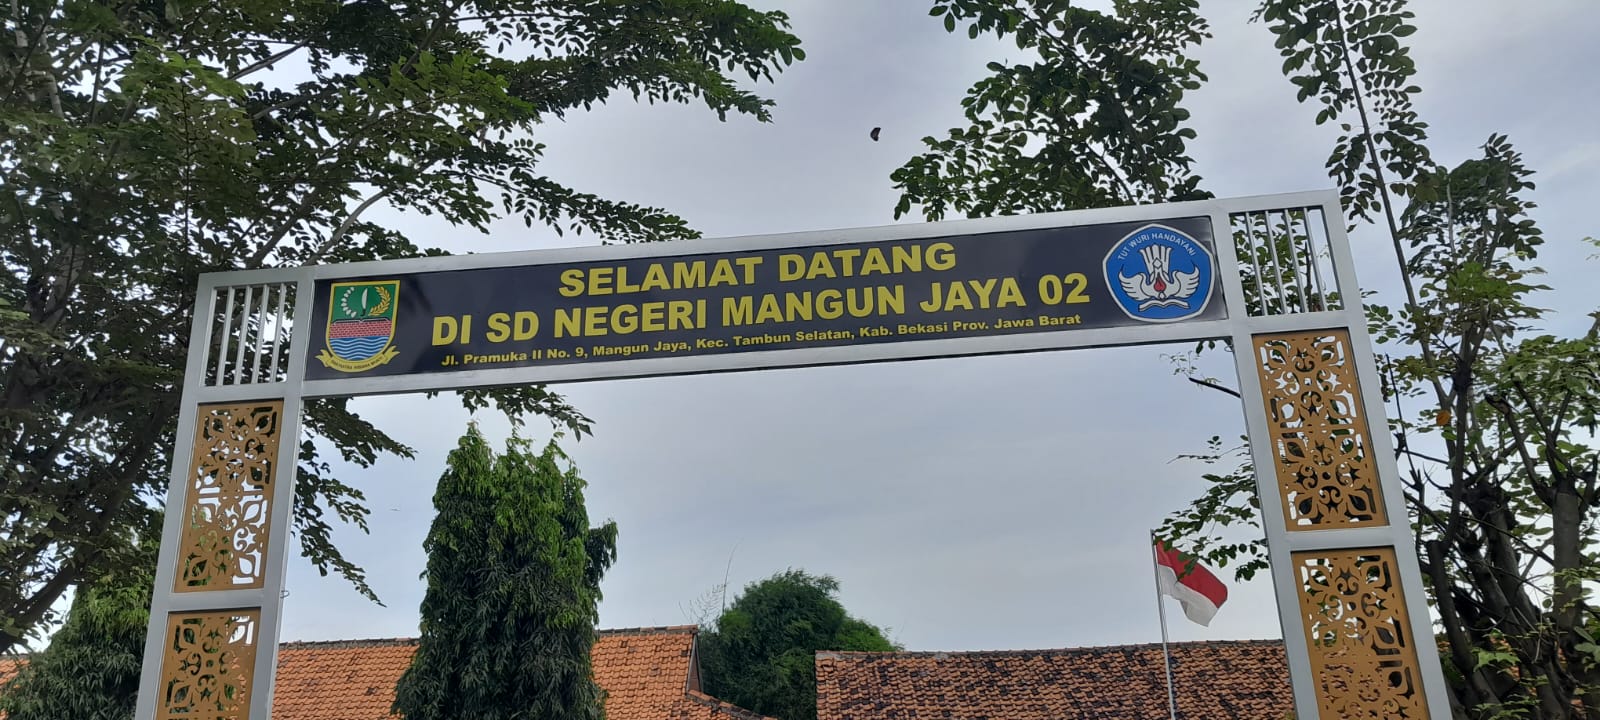 SELAMAT DATANG
DI SD NEGERI MANGUN JAYA 02
Jl. Pramuka II No. 9, Mangun Jaya, Kec. Tambun Selatan, Kab. Bekasi Prov. Jawa Barat
TUT WURI HANDAYANI